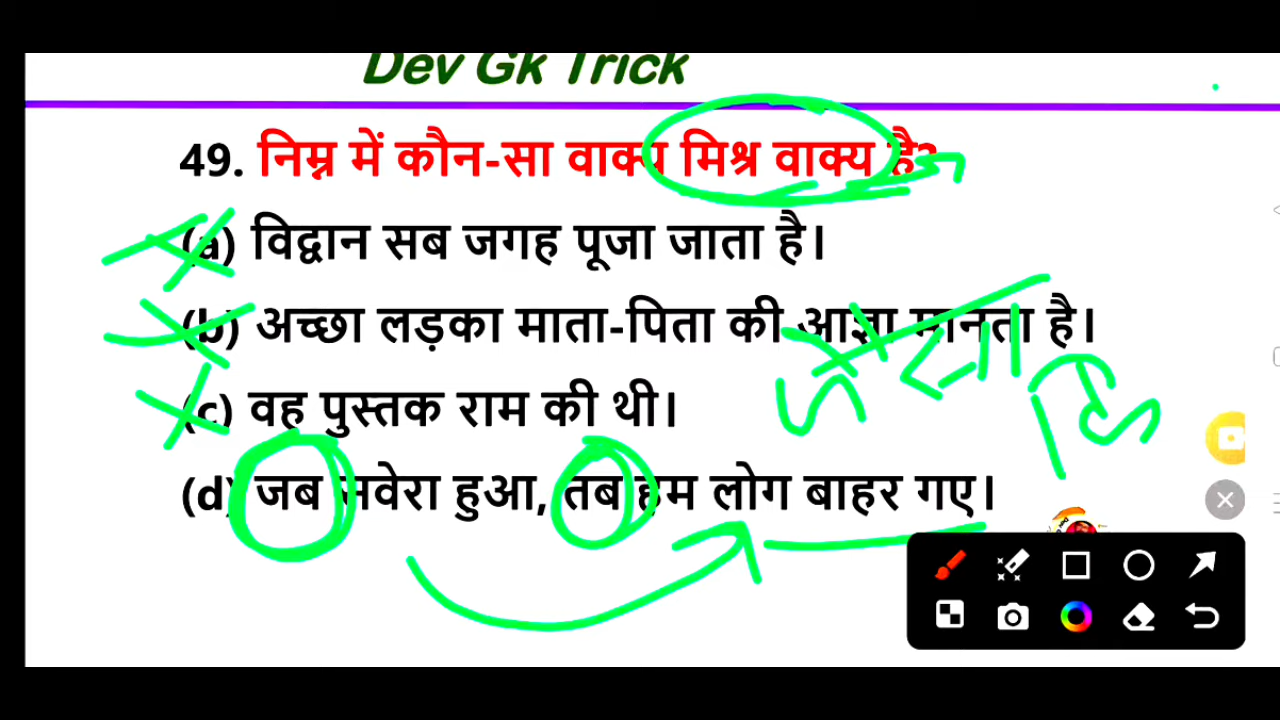 Dev Gk Trick
49. निम्न में कौन-सा वाक्य मिश्र वाक्य है?
(a) विद्वान सब जगह पूजा जाता है।
(b) अच्छा लड़का माता-पिता की आज्ञा मानता है।
(c) वह पुस्तक राम की थी।
(d) जब सवेरा हुआ, तब हम लोग बाहर गए।